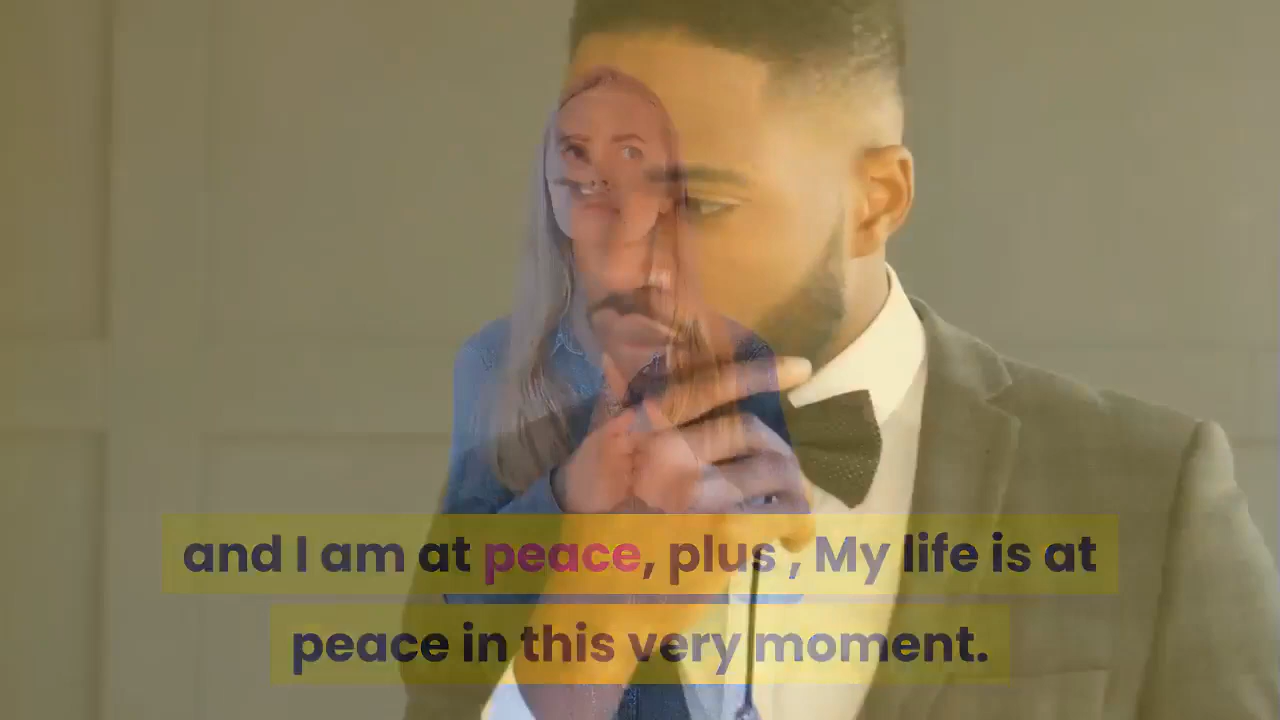 and I am at peace, plus , My life is at
peace in this very moment.